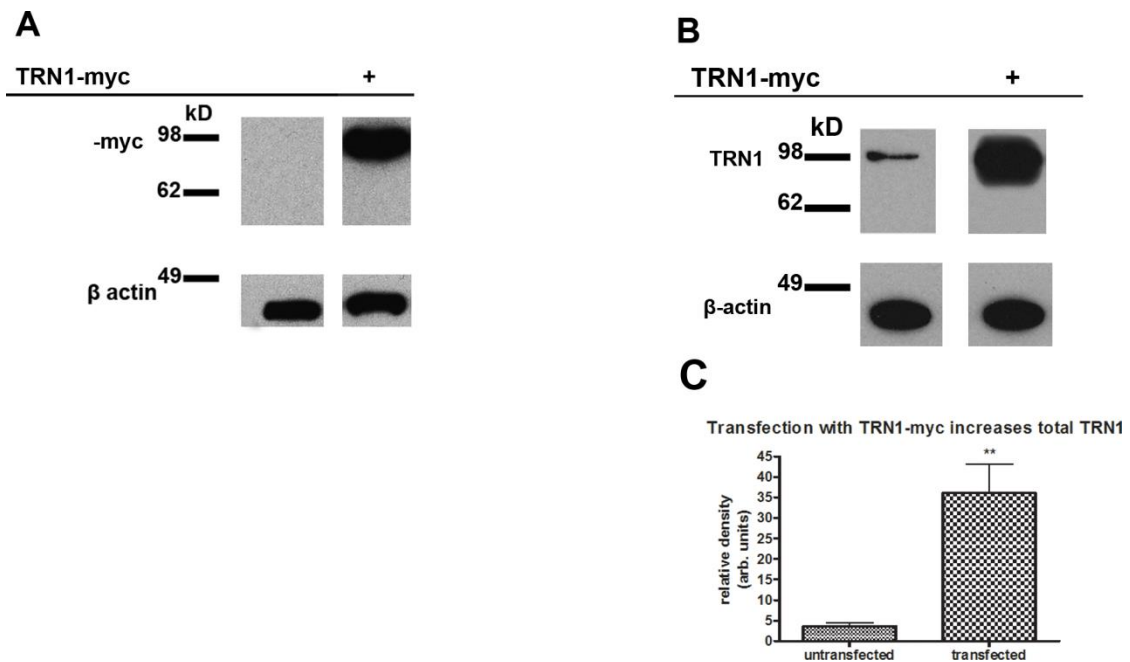 A
TRN1-myc +
kD
-myc 98
62
49
β actin
B
TRN1-myc +
kD
TRN1 98
62
49
β-actin
C
Transfection with TRN1-myc increases total TRN1
**
45
40
35
30
25
20
15
10
5
0
relative density
(arb. units)
untransfected transfected